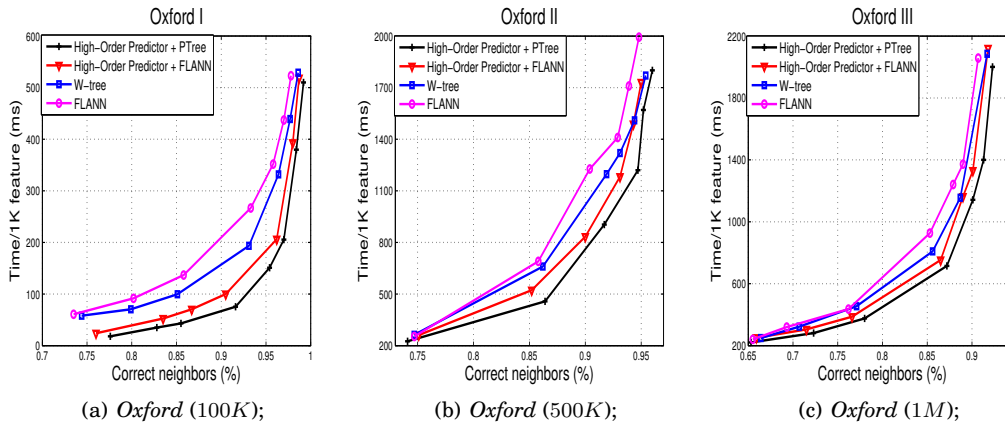 Oxford I
600
500
400
300
200
100
0
0.7
0.75
0.8
0.85
0.9
0.95
1
Time/1K feature (ms)
Correct neighbors (%)
High-Order Predictor + PTree
High-Order Predictor + FLANN
W-tree
FLANN
(a) Oxford (100K);
Oxford II
2000
1700
1400
1100
800
500
200
0.75
0.8
0.85
0.9
0.95
Time/1K feature (ms)
Correct neighbors (%)
High-Order Predictor + PTree
High-Order Predictor + FLANN
W-tree
FLANN
(b) Oxford (500K);
Oxford III
2200
1800
1400
1000
600
200
0.65
0.7
0.75
0.8
0.85
0.9
Time/1K feature (ms)
Correct neighbors (%)
High-Order Predictor + PTree
High-Order Predictor + FLANN
W-tree
FLANN
(c) Oxford (1M);